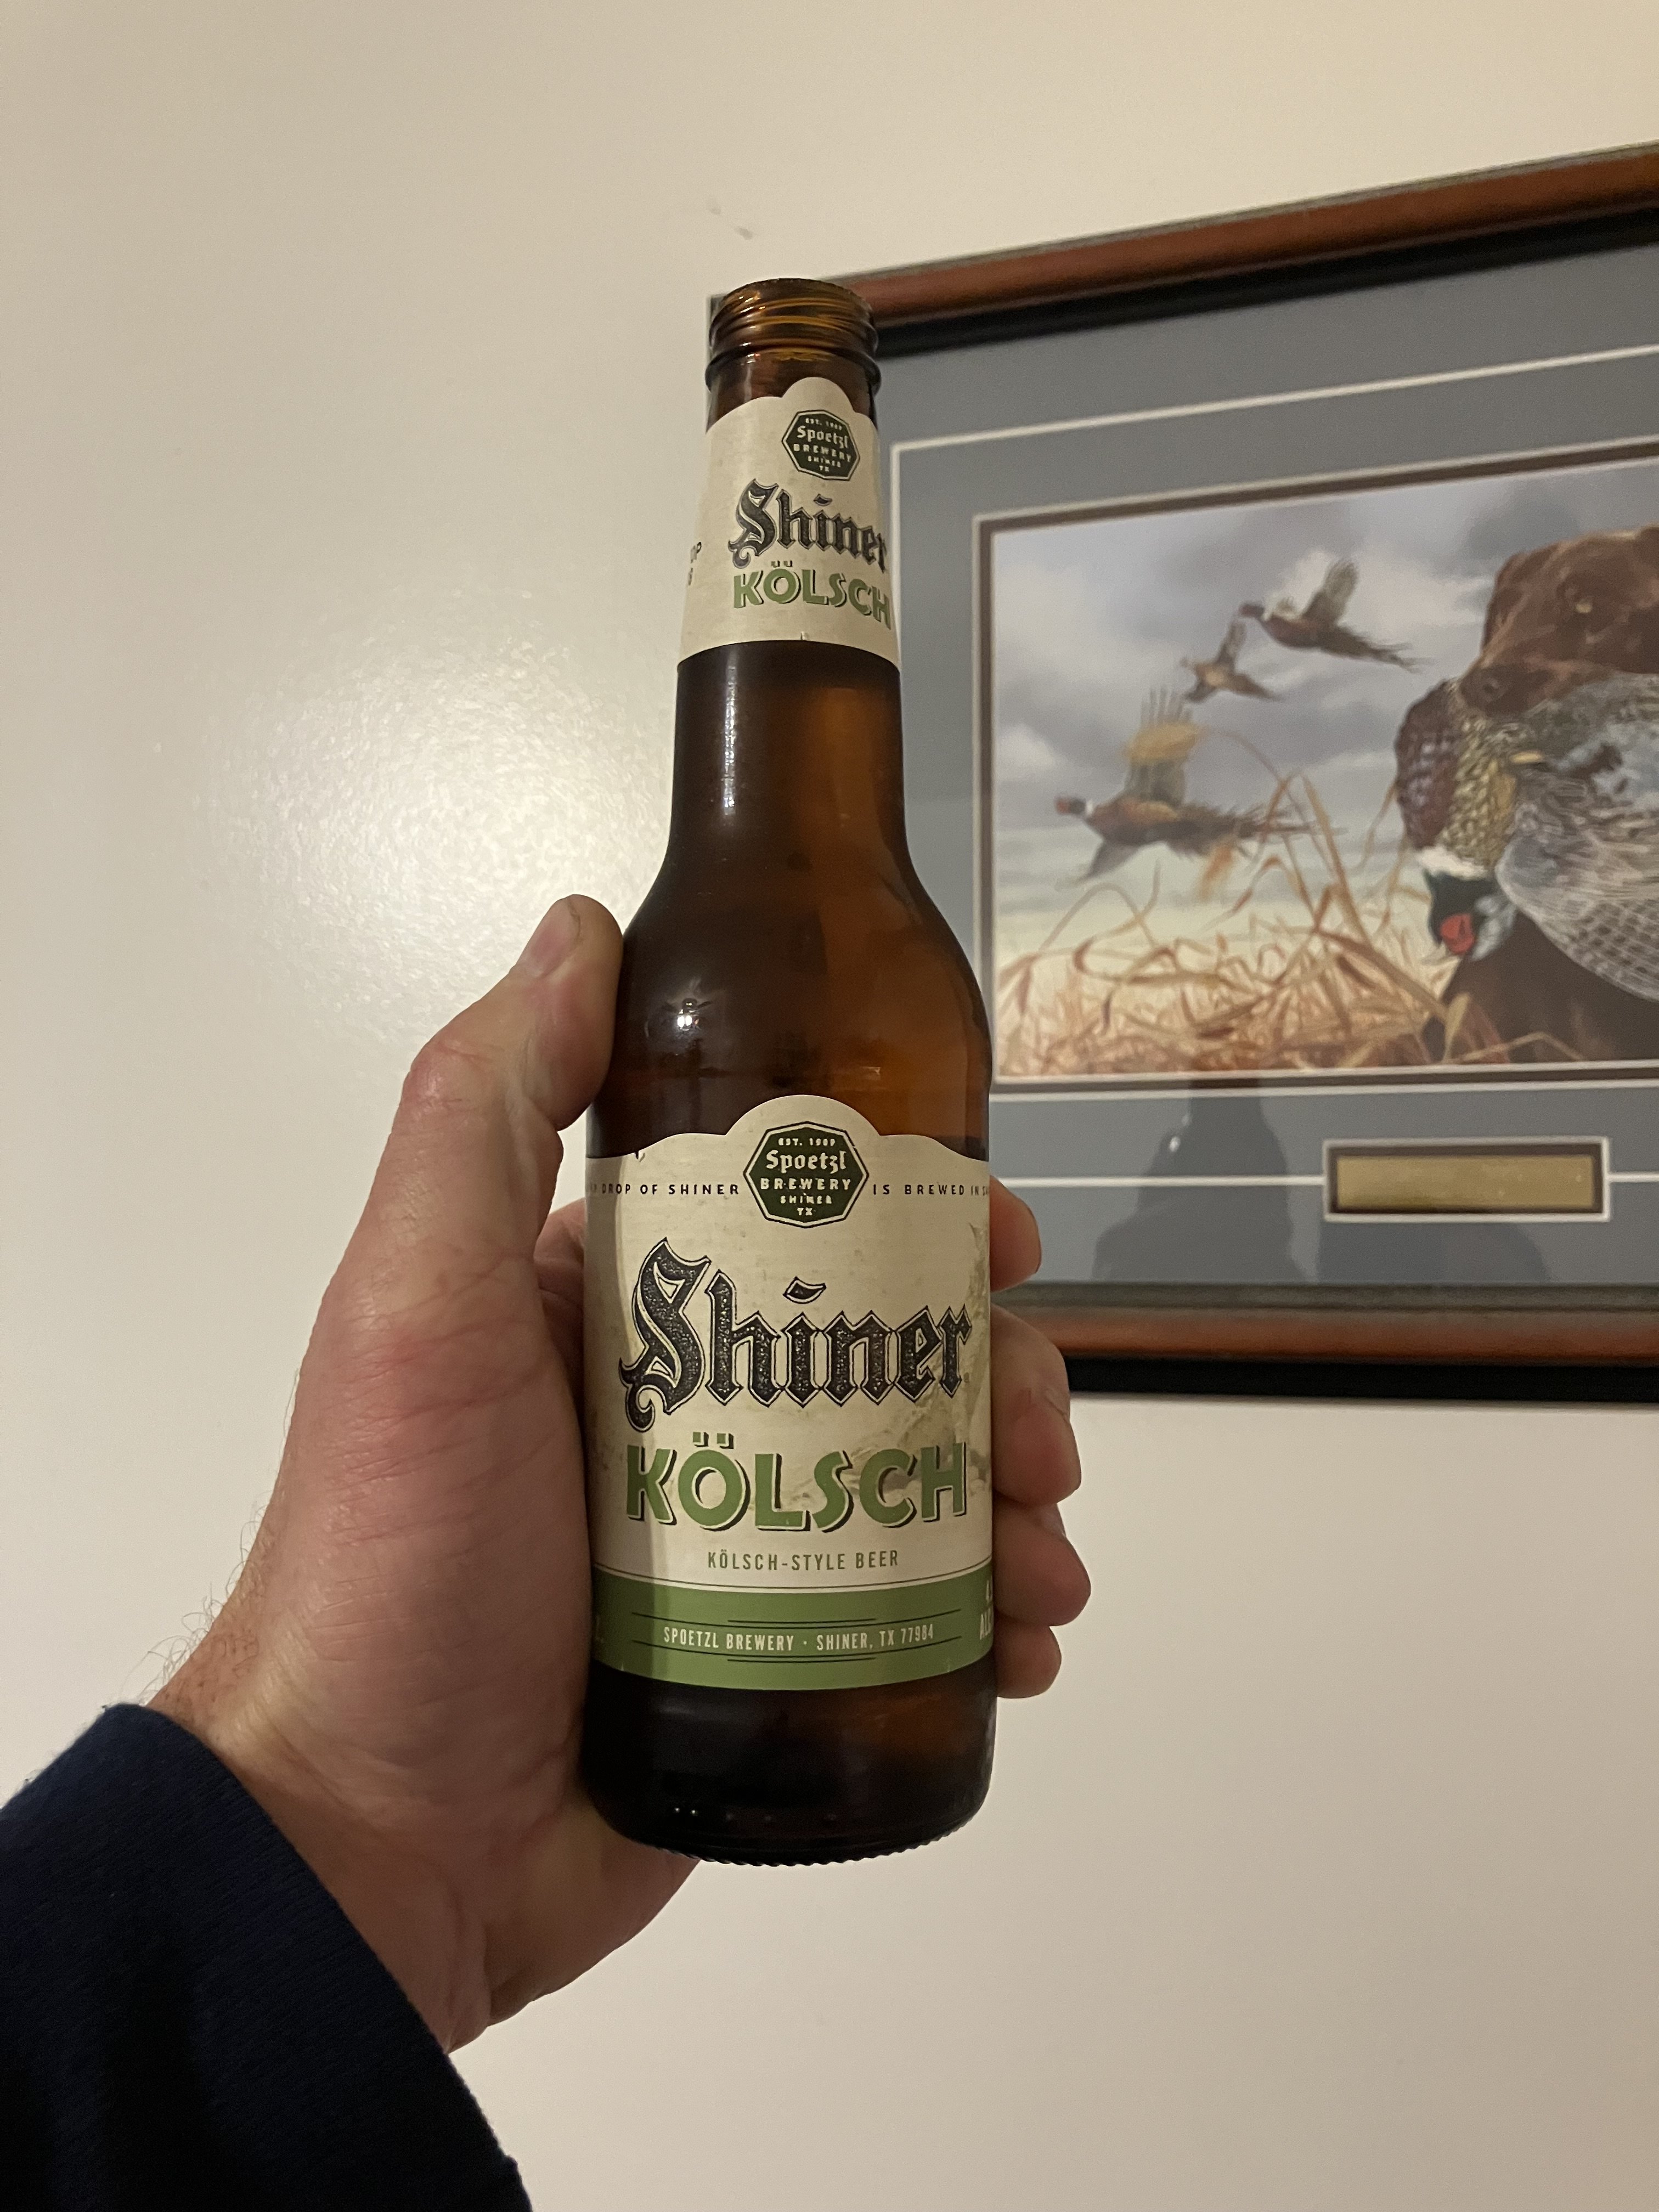 EST. 1909
Spoetzl
BREWERY
SHINER
TX
Shiner
KÖLSCH
DROP OF SHINER
EST. 1909
Spoetzl
BREWERY
SHINER
TX
IS BREWED IN
Shiner
KÖLSCH
KÖLSCH-STYLE BEER
SPOETZL BREWERY · SHINER, TX 77984